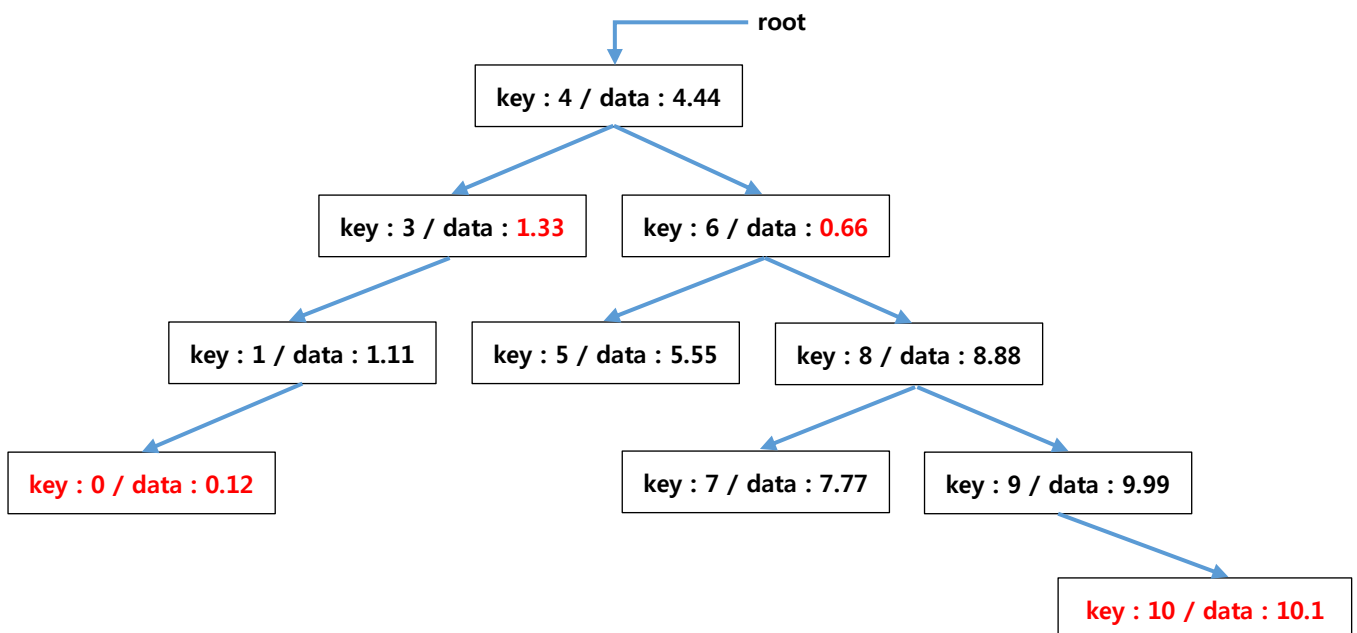 root
key : 4 / data : 4.44
key : 3 / data : 1.33
key : 6 / data : 0.66
key : 1 / data : 1.11
key : 5 / data : 5.55
key : 8 / data : 8.88
key : 0 / data : 0.12
key : 7 / data : 7.77
key : 9 / data : 9.99
key : 10 / data : 10.1